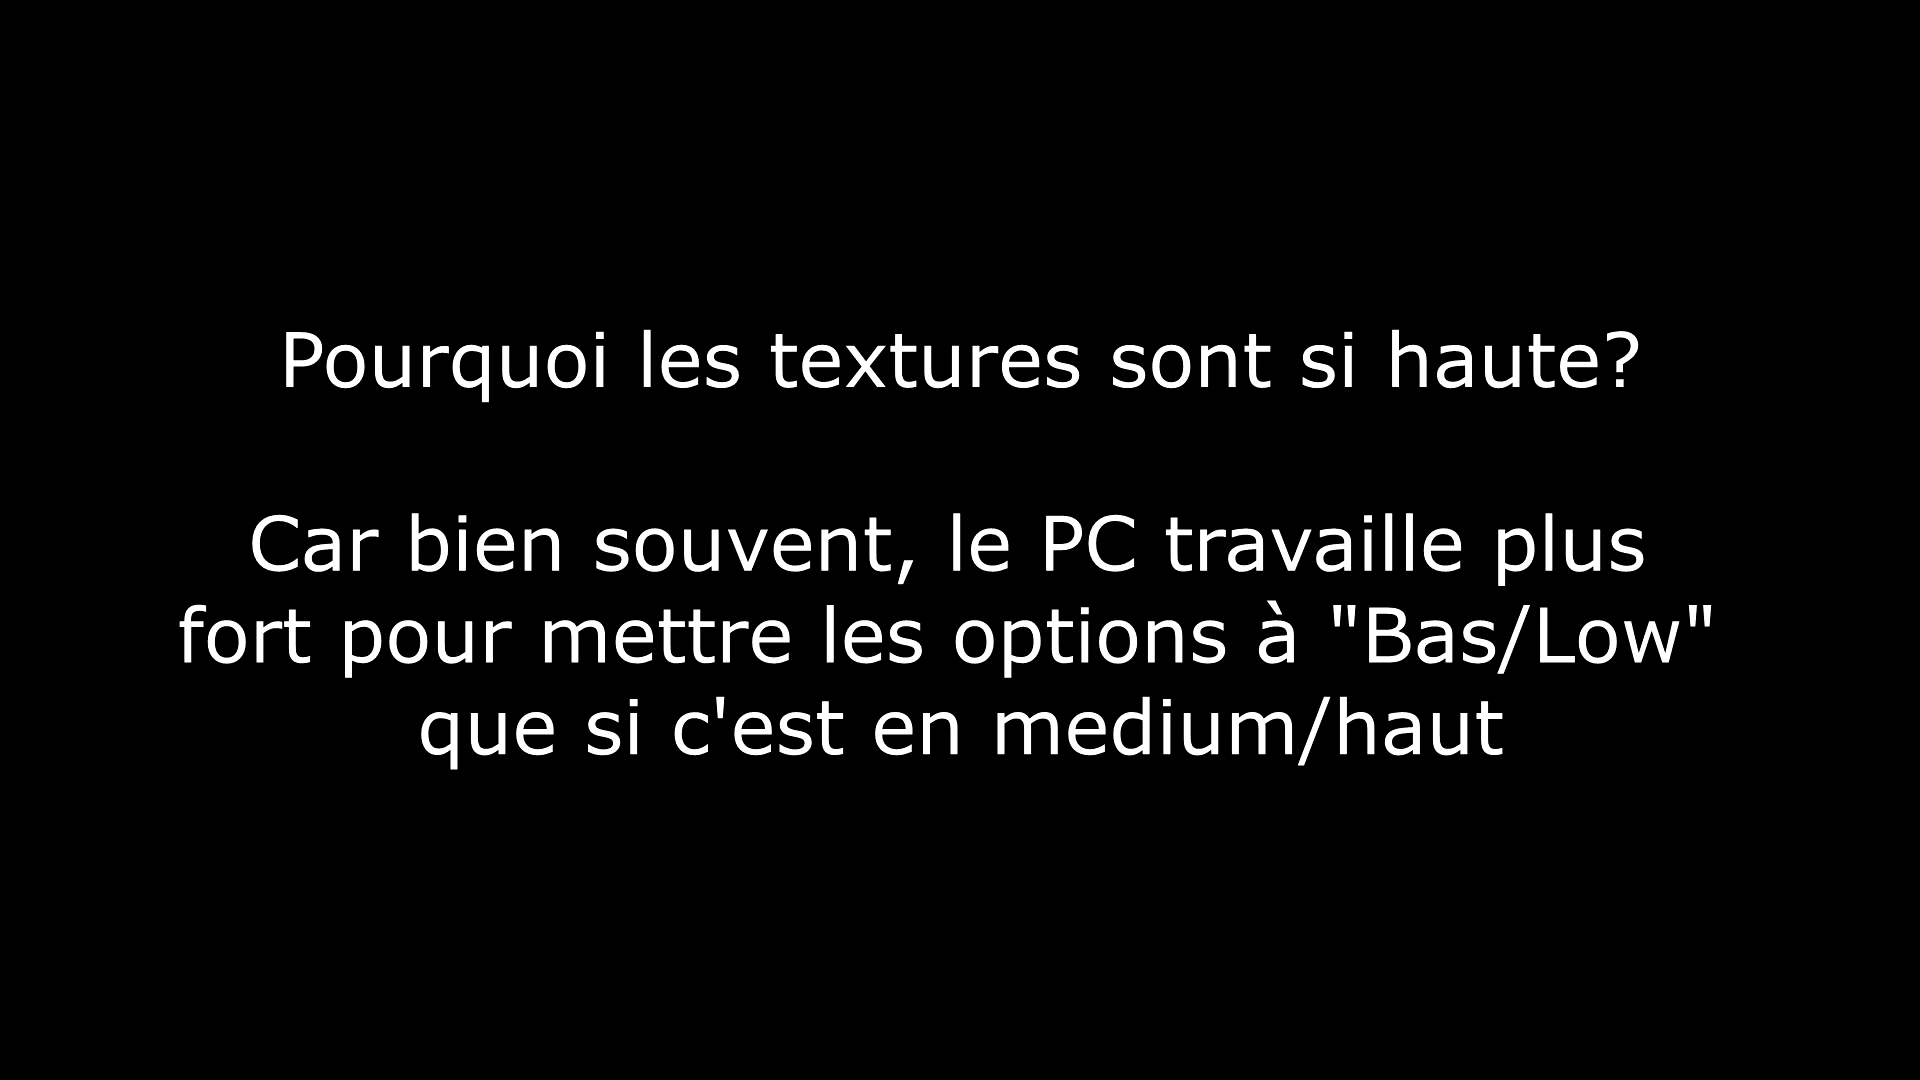 Pourquoi les textures sont si haute?
Car bien souvent, le PC travaille plus
fort pour mettre les options à "Bas/Low"
que si c'est en medium/haut